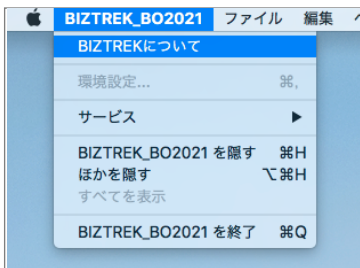 BIZTREK_BO2021 ファイル 編集
BIZTREKについて
環境設定... ⌘,
サービス ▶
BIZTREK_BO2021 を隠す ⌘H
ほかを隠す ⌥⌘H
すべてを表示
BIZTREK_BO2021 を終了 ⌘Q